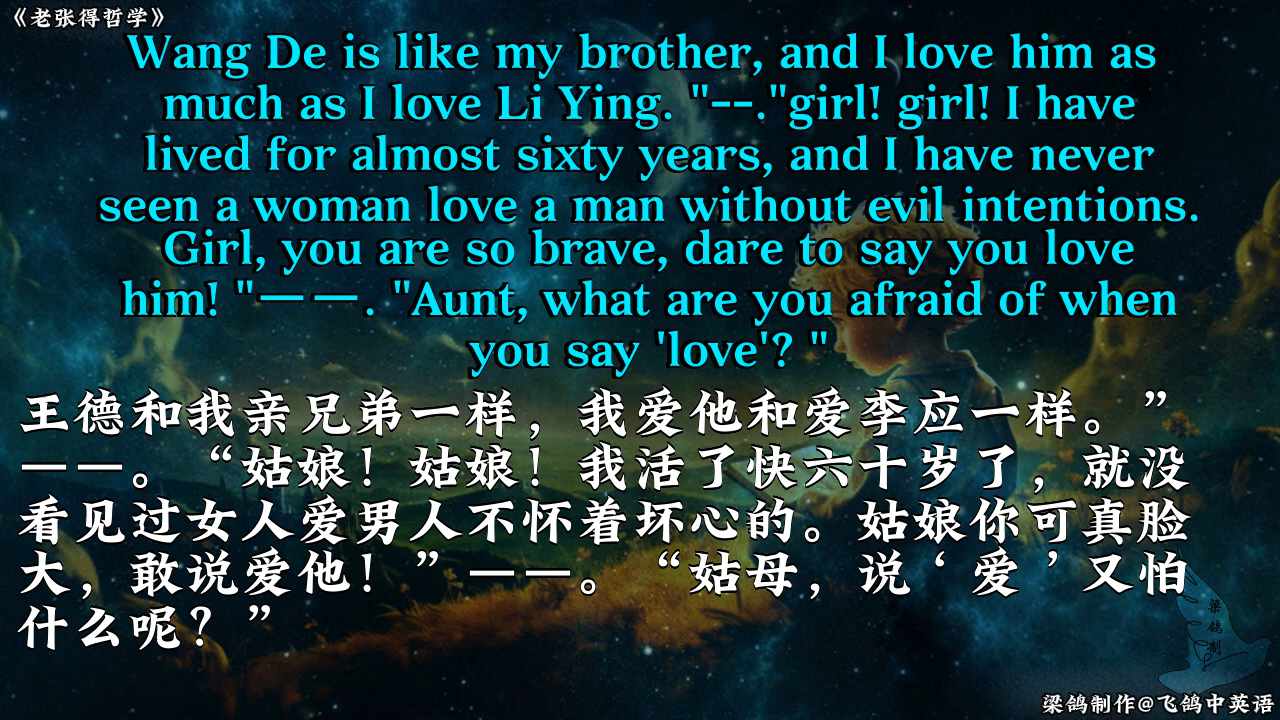 《老张得哲学》
Wang De is like my brother, and I love him as
much as I love Li Ying. "--."girl! girl! I have
lived for almost sixty years, and I have never
seen a woman love a man without evil intentions.
Girl, you are so brave, dare to say you love
him! "——. "Aunt, what are you afraid of when
you say 'love'? "
王德和我亲兄弟一样，我爱他和爱李应一样。”
——。“姑娘！姑娘！我活了快六十岁了，就没
看见过女人爱男人不怀着坏心的。姑娘你可真脸
大，敢说爱他！”——。“姑母，说‘爱’又怕
什么呢？”
梁鸽制
梁鸽制作@飞鸽中英语